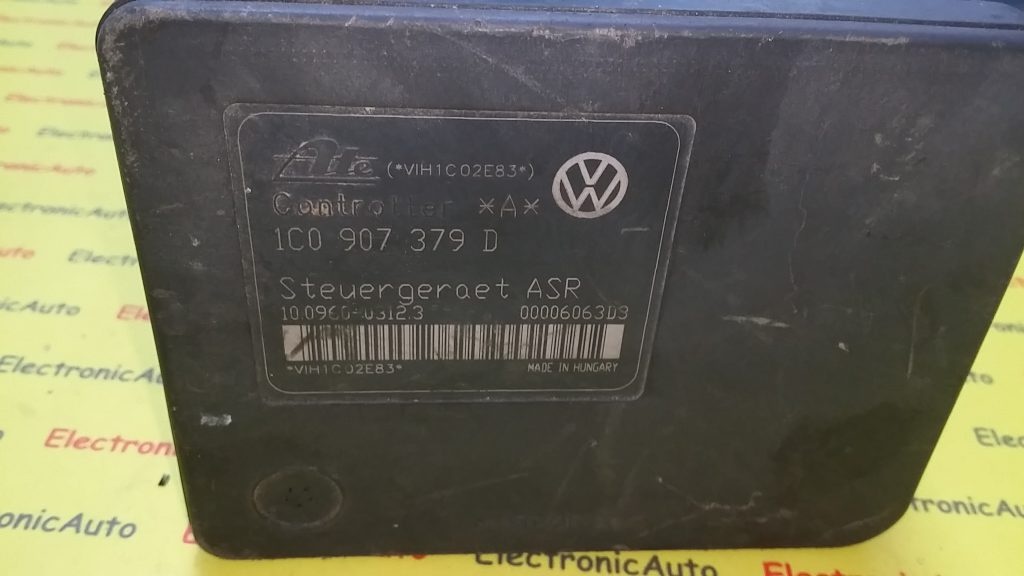 Ate (*VIH1C02E83*)
Controller *A*
1C0 907 379 D
Steuergeraet ASR
10.0960-0312.3 00006063D3
*VIH1C02E83*
MADE IN HUNGARY
ElectronicAuto
ElectronicAuto
ElectronicAuto